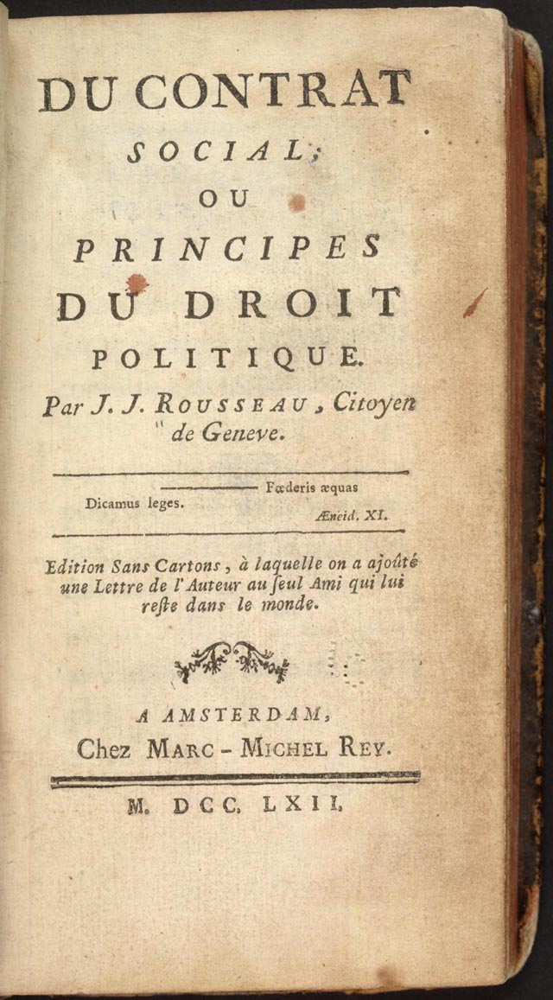 DU CONTRAT
SOCIAL;
OU
PRINCIPES
DU DROIT
POLITIQUE.
Par J. J. ROUSSEAU, Citoyen
de Geneve.
Fœderis æquas
Dicamus leges.
Æneid. XI.
Edition Sans Cartons, à laquelle on a ajoûté
une Lettre de l'Auteur au ſeul Ami qui lui
reſte dans le monde.
A AMSTERDAM,
Chez MARC-MICHEL REY.
M. DCC. LXII.